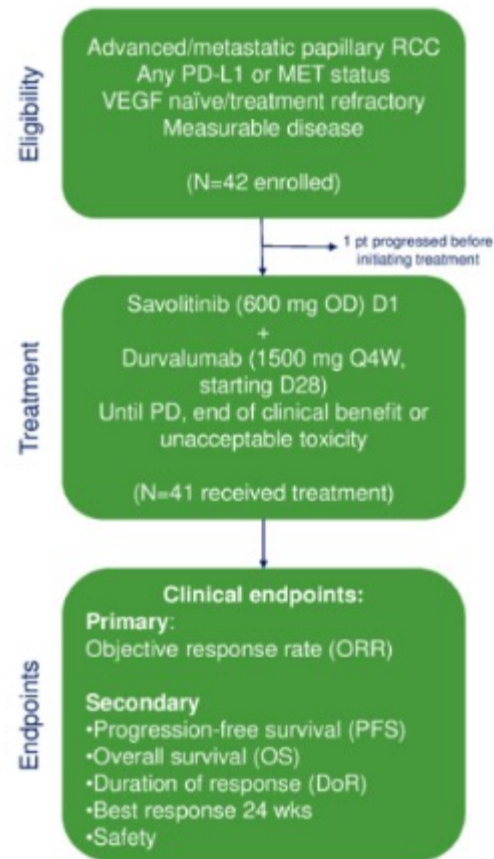 Eligibility
Advanced/metastatic papillary RCC
Any PD-L1 or MET status
VEGF naïve/treatment refractory
Measurable disease
(N=42 enrolled)
1 pt progressed before
initiating treatment
Treatment
Savolitinib (600 mg OD) D1
+
Durvalumab (1500 mg Q4W,
starting D28)
Until PD, end of clinical benefit or
unacceptable toxicity
(N=41 received treatment)
Endpoints
Clinical endpoints:
Primary:
Objective response rate (ORR)
Secondary
•Progression-free survival (PFS)
•Overall survival (OS)
•Duration of response (DoR)
•Best response 24 wks
•Safety